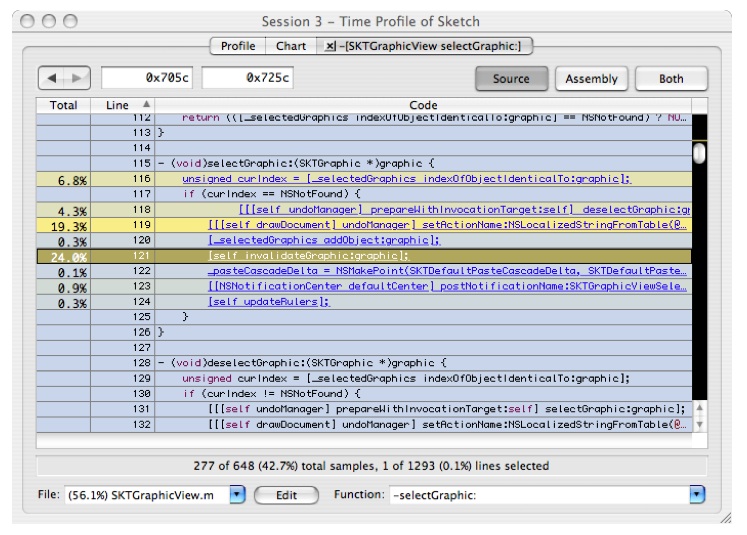 Session 3 – Time Profile of Sketch
Profile Chart x -[SKTGraphicView selectGraphic:]
0x705c 0x725c Source Assembly Both
Total Line Code
112 return (([_selectedGraphics indexOfObjectIdenticalTo:graphic] == NSNotFound) ? NO…
113 }
114
115 - (void)selectGraphic:(SKTGraphic *)graphic {
6.8% 116 unsigned curIndex = [_selectedGraphics indexOfObjectIdenticalTo:graphic];
117 if (curIndex == NSNotFound) {
4.3% 118 [[[self undoManager] prepareWithInvocationTarget:self] deselectGraphic:gr
19.3% 119 [[[self drawDocument] undoManager] setActionName:NSLocalizedStringFromTable(@…
0.3% 120 [_selectedGraphics addObject:graphic];
24.0% 121 [self invalidateGraphic:graphic];
0.1% 122 _pasteCascadeDelta = NSMakePoint(SKTDefaultPasteCascadeDelta, SKTDefaultPaste…
0.9% 123 [[NSNotificationCenter defaultCenter] postNotificationName:SKTGraphicViewSele…
0.3% 124 [self updateRulers];
125 }
126 }
127
128 - (void)deselectGraphic:(SKTGraphic *)graphic {
129 unsigned curIndex = [_selectedGraphics indexOfObjectIdenticalTo:graphic];
130 if (curIndex != NSNotFound) {
131 [[[self undoManager] prepareWithInvocationTarget:self] selectGraphic:graphic];
132 [[[self drawDocument] undoManager] setActionName:NSLocalizedStringFromTable(@…
277 of 648 (42.7%) total samples, 1 of 1293 (0.1%) lines selected
File: (56.1%) SKTGraphicView.m Edit Function: -selectGraphic: